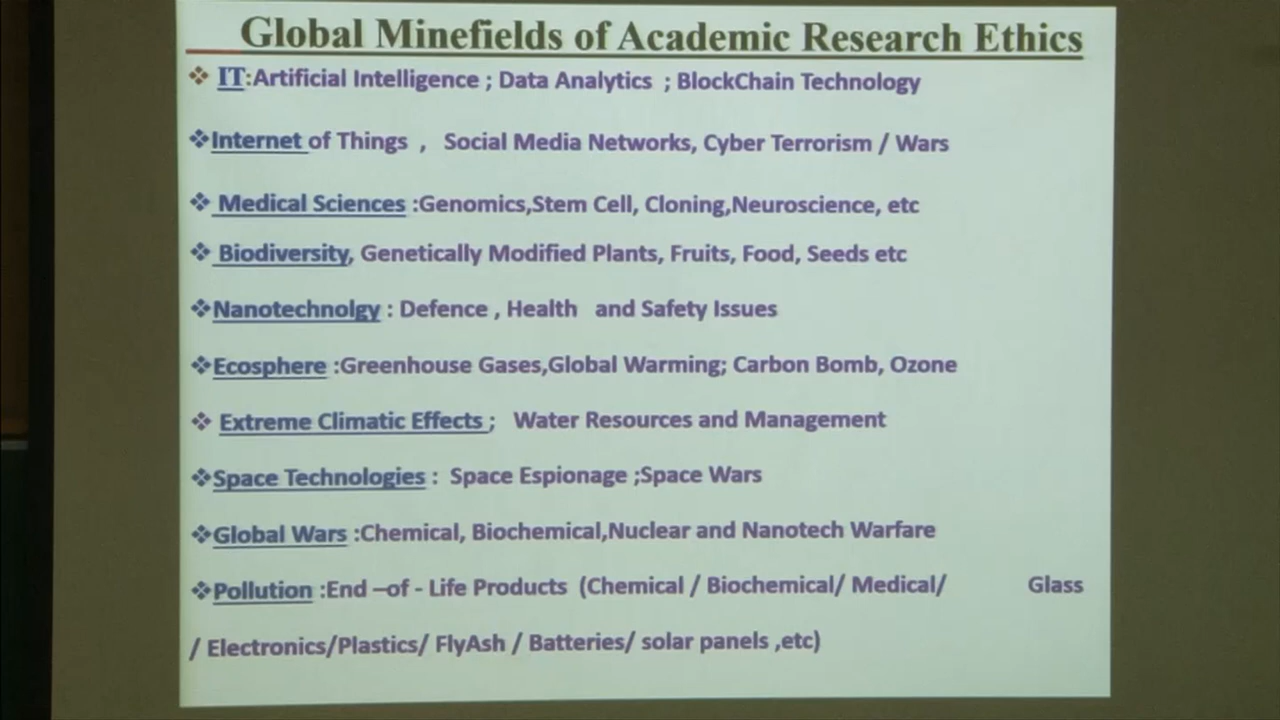 Global Minefields of Academic Research Ethics
❖ IT:Artificial Intelligence ; Data Analytics ; BlockChain Technology
❖Internet of Things , Social Media Networks, Cyber Terrorism / Wars
❖ Medical Sciences :Genomics,Stem Cell, Cloning,Neuroscience, etc
❖ Biodiversity, Genetically Modified Plants, Fruits, Food, Seeds etc
❖Nanotechnolgy : Defence , Health and Safety Issues
❖Ecosphere :Greenhouse Gases,Global Warming; Carbon Bomb, Ozone
❖ Extreme Climatic Effects ; Water Resources and Management
❖Space Technologies : Space Espionage ;Space Wars
❖Global Wars :Chemical, Biochemical,Nuclear and Nanotech Warfare
❖Pollution :End –of - Life Products (Chemical / Biochemical/ Medical/ Glass
/ Electronics/Plastics/ FlyAsh / Batteries/ solar panels ,etc)